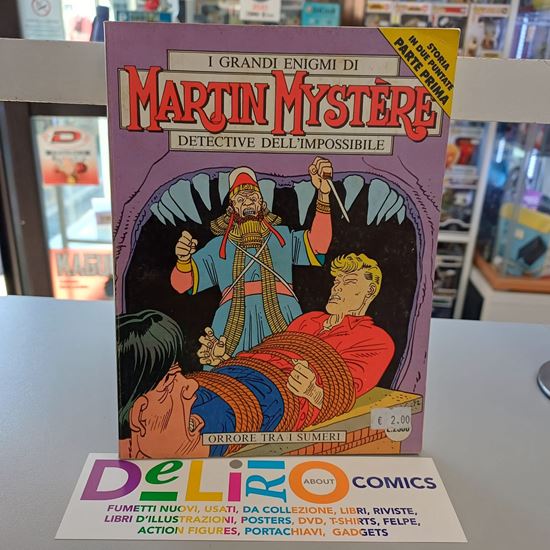 I GRANDI ENIGMI DI
MARTIN MYSTÈRE
DETECTIVE DELL'IMPOSSIBILE
STORIA
IN DUE PUNTATE
PARTE PRIMA
€ 2.00
ORRORE TRA I SUMERI
DeLiRiO ABOUT COMICS
FUMETTI NUOVI, USATI, DA COLLEZIONE, LIBRI, RIVISTE,
LIBRI D'ILLUSTRAZIONI, POSTERS, DVD, T-SHIRTS, FELPE,
ACTION FIGURES, PORTACHIAVI, GADGETS